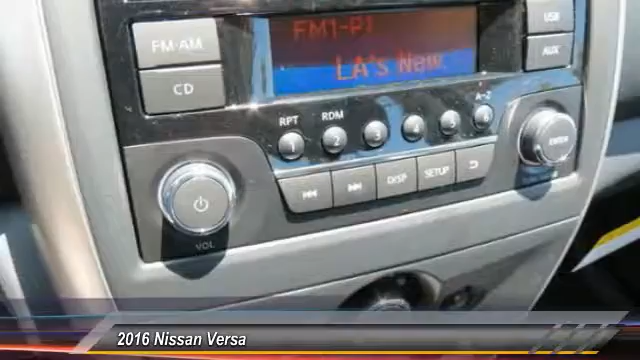 FM·AM
FM1-P1
USB
LA's New
AUX
CD
RPT RDM
1 2 3 4 5 6
DISP SETUP
ENTER
VOL
2016 Nissan Versa